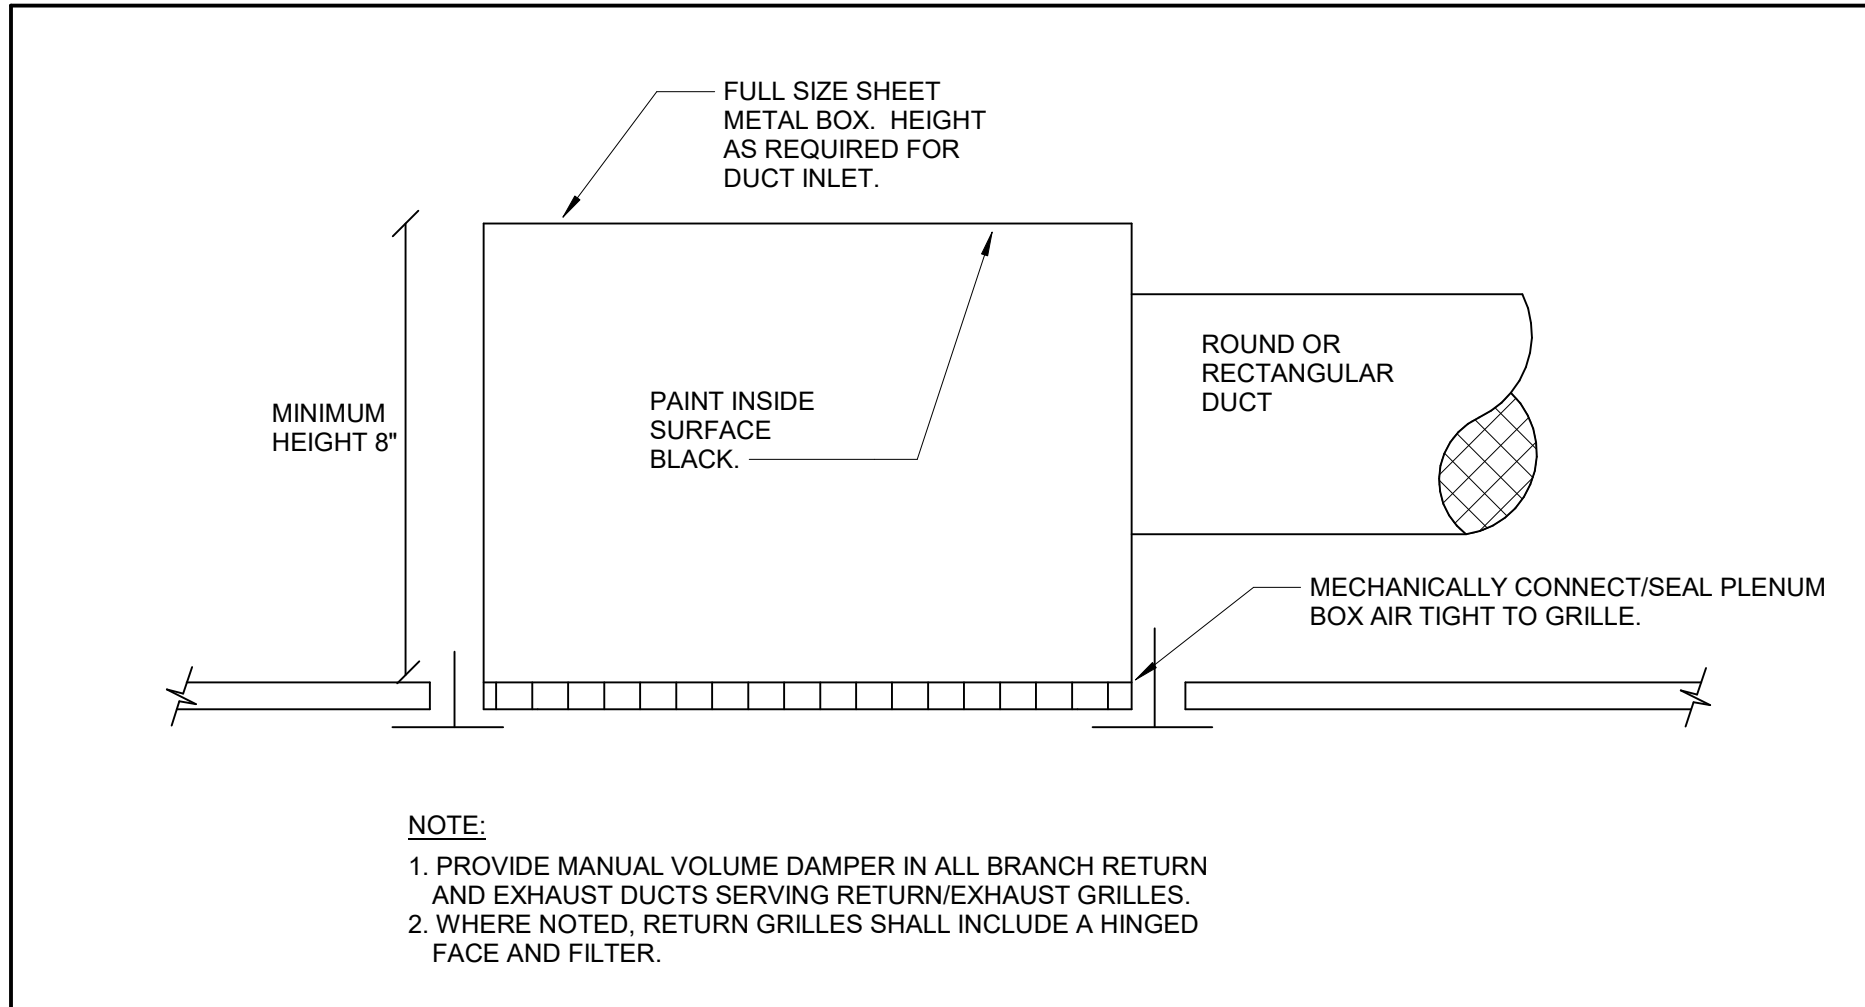 FULL SIZE SHEET
METAL BOX.  HEIGHT
AS REQUIRED FOR
DUCT INLET.
ROUND OR
RECTANGULAR
DUCT
MINIMUM
HEIGHT 8"
PAINT INSIDE
SURFACE
BLACK.
MECHANICALLY CONNECT/SEAL PLENUM
BOX AIR TIGHT TO GRILLE.
NOTE:
1. PROVIDE MANUAL VOLUME DAMPER IN ALL BRANCH RETURN
AND EXHAUST DUCTS SERVING RETURN/EXHAUST GRILLES.
2. WHERE NOTED, RETURN GRILLES SHALL INCLUDE A HINGED
FACE AND FILTER.